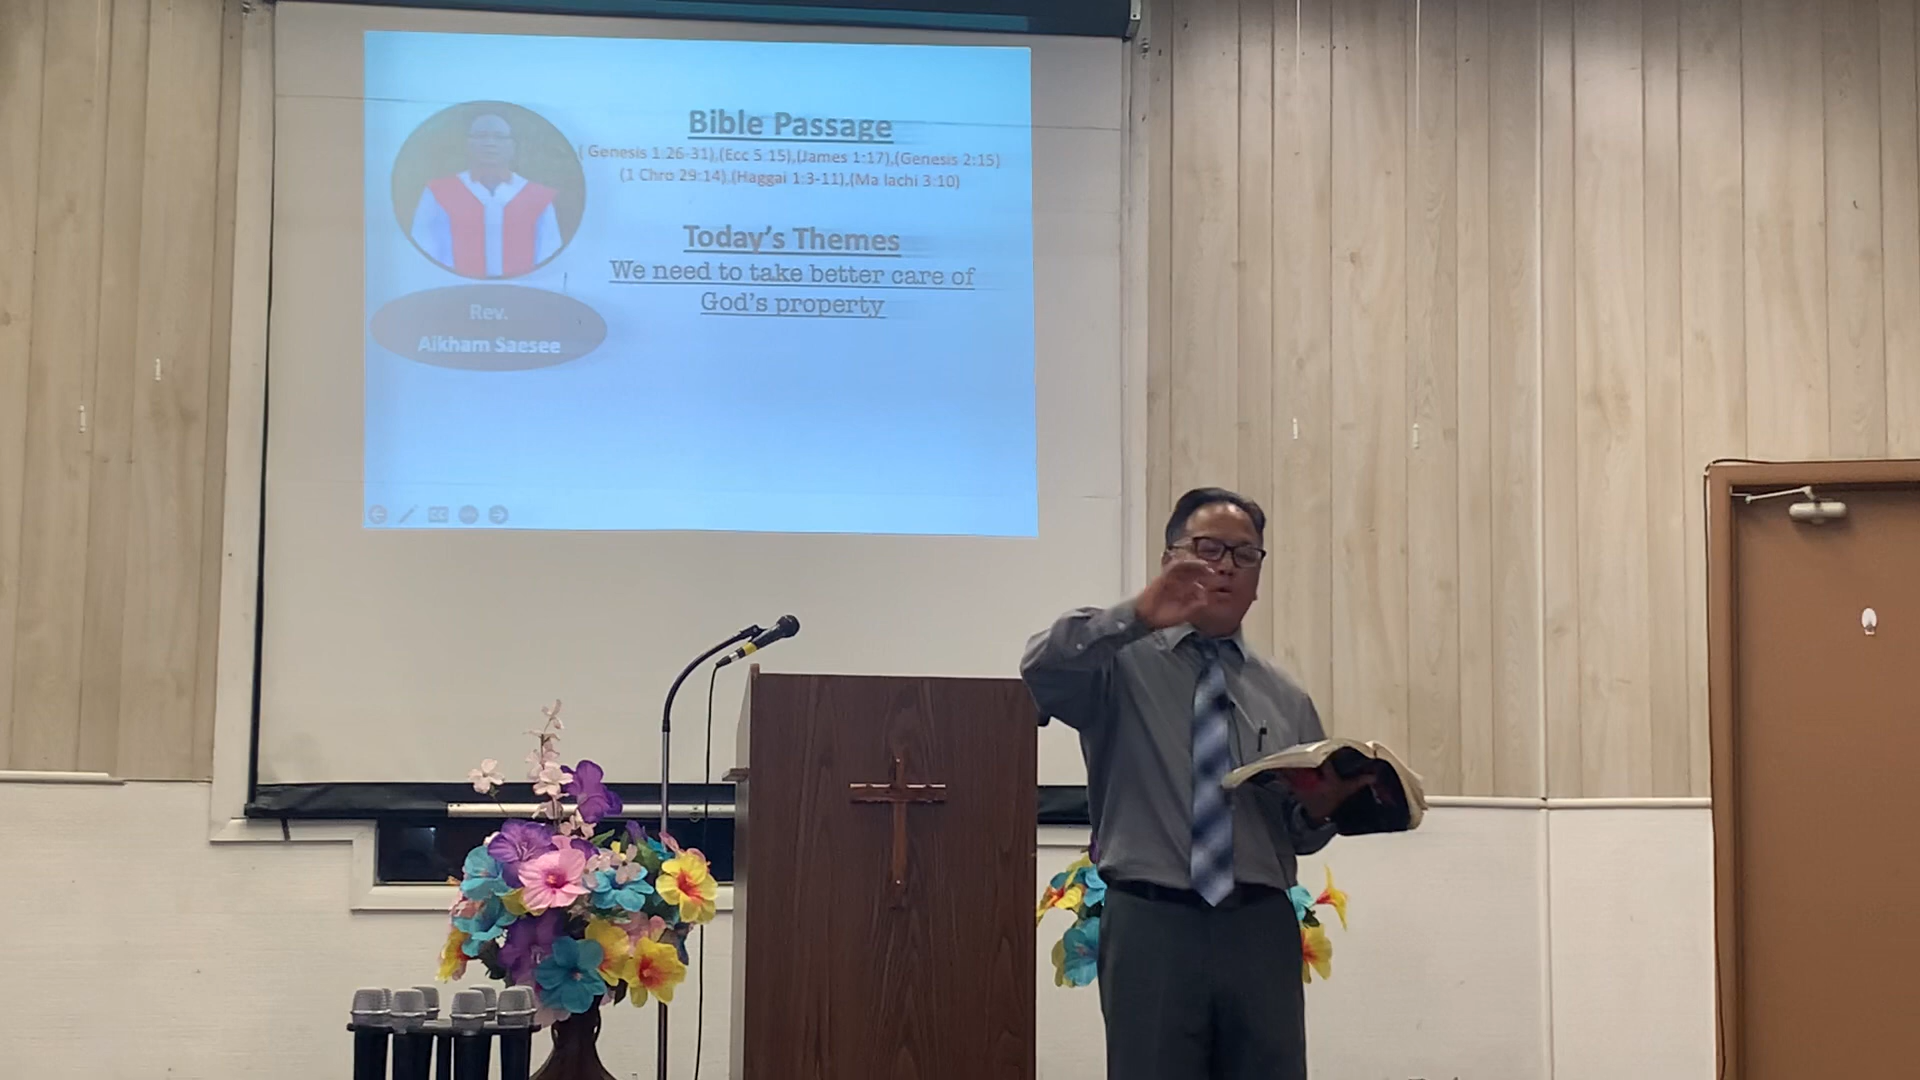 Bible Passage
( Genesis 1:26-31),(Ecc 5:15),(James 1:17),(Genesis 2:15)
(1 Chro 29:14),(Haggai 1:3-11),(Ma lachi 3:10)
Today's Themes
We need to take better care of
God's property
Rev.
Aikham Saesee